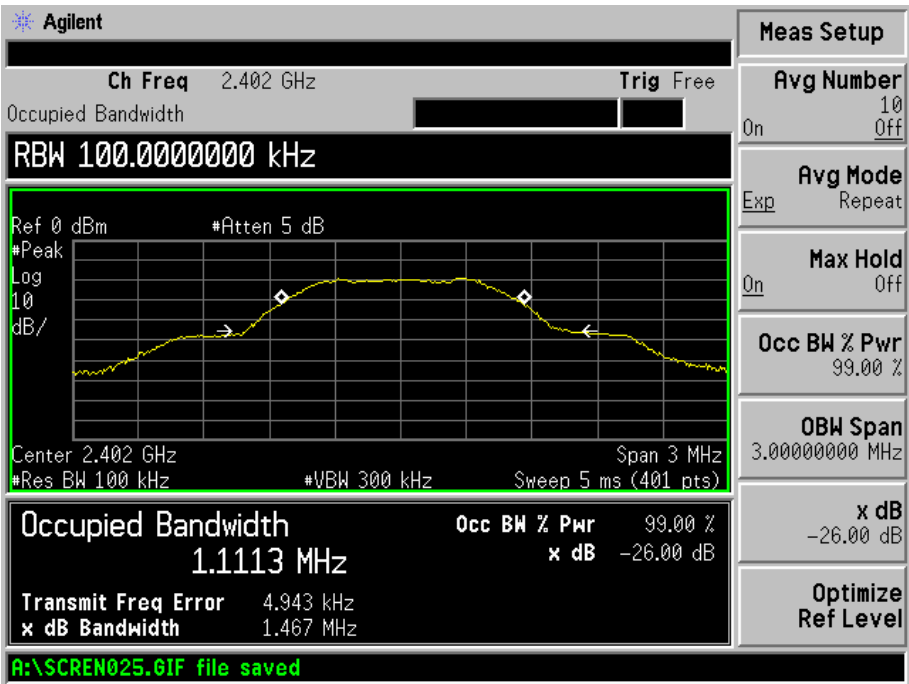 Agilent
Ch Freq 2.402 GHz Trig Free
Occupied Bandwidth
RBW 100.0000000 kHz
Ref 0 dBm #Atten 5 dB
#Peak
Log
10
dB/
Center 2.402 GHz Span 3 MHz
#Res BW 100 kHz #VBW 300 kHz Sweep 5 ms (401 pts)
Occupied Bandwidth Occ BW % Pwr 99.00 %
1.1113 MHz x dB -26.00 dB
Transmit Freq Error 4.943 kHz
x dB Bandwidth 1.467 MHz
A:\SCREN025.GIF file saved
Meas Setup
Avg Number
10
On Off
Avg Mode
Exp Repeat
Max Hold
On Off
Occ BW % Pwr
99.00 %
OBW Span
3.00000000 MHz
x dB
-26.00 dB
Optimize
Ref Level